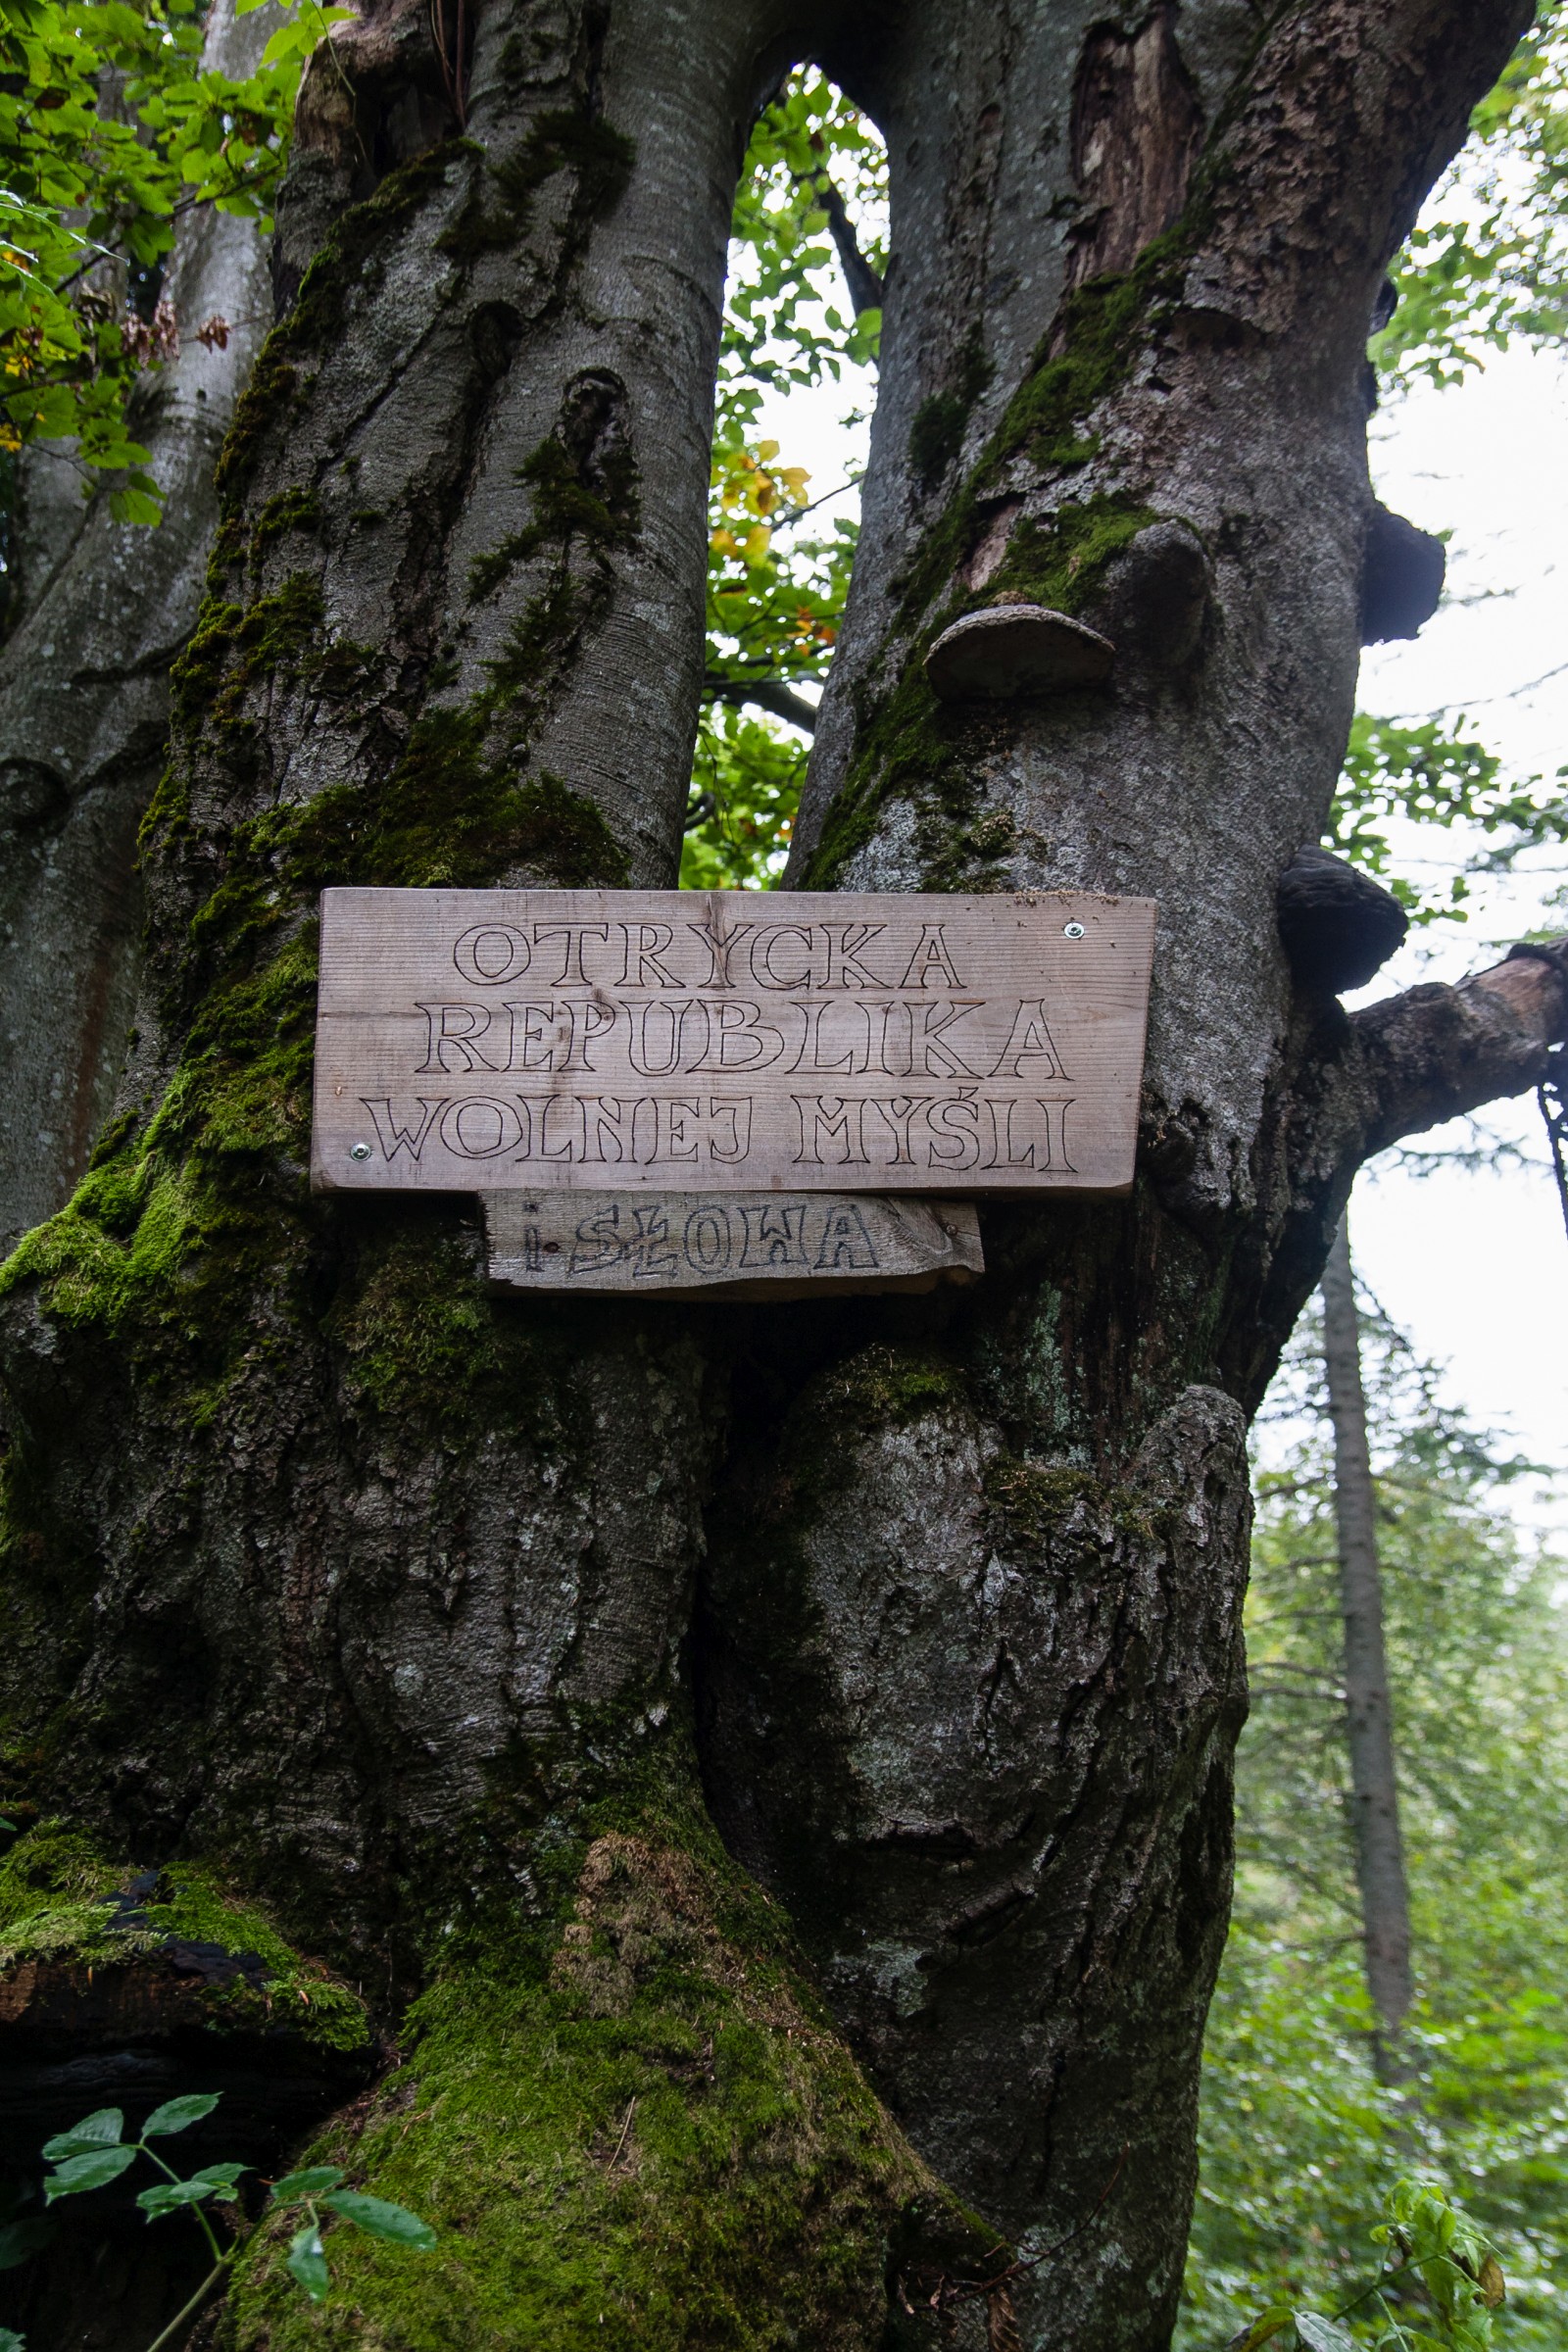 OTRYCKA
REPUBLIKA
WOLNEJ MYŚLI
i SŁOWA